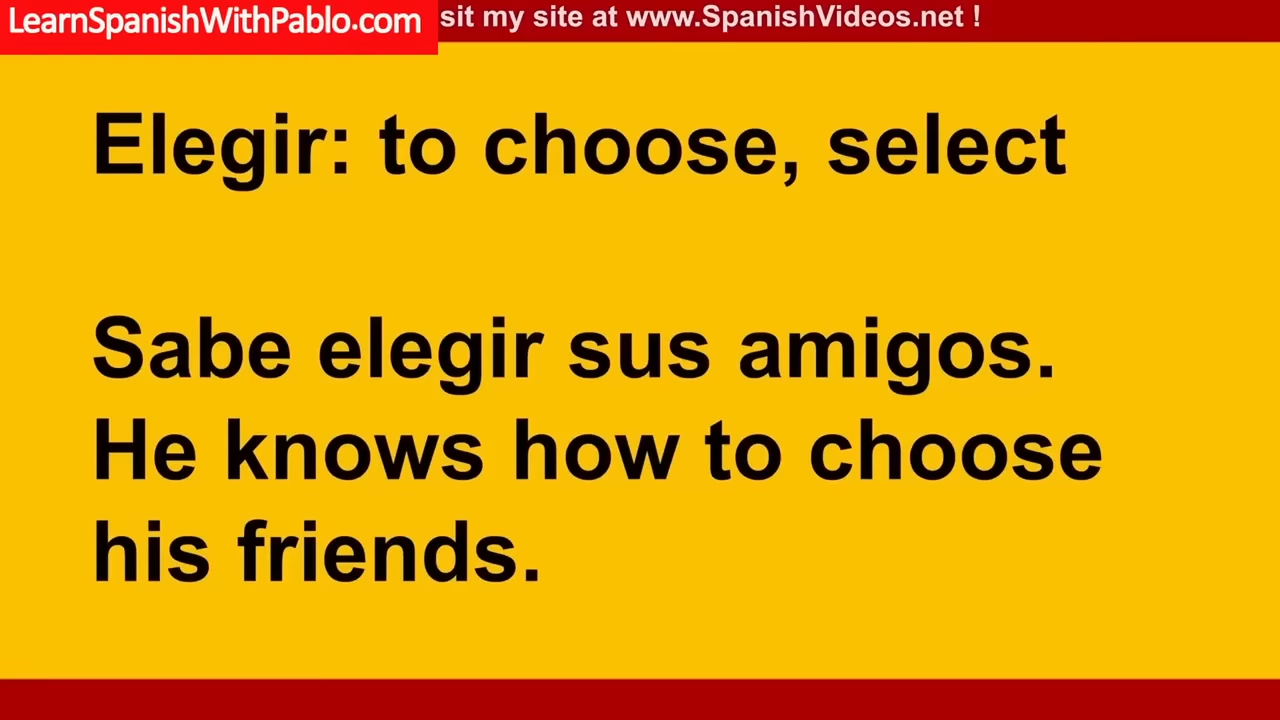 LearnSpanishWithPablo.com
sit my site at www.SpanishVideos.net !
Elegir: to choose, select
Sabe elegir sus amigos.
He knows how to choose
his friends.